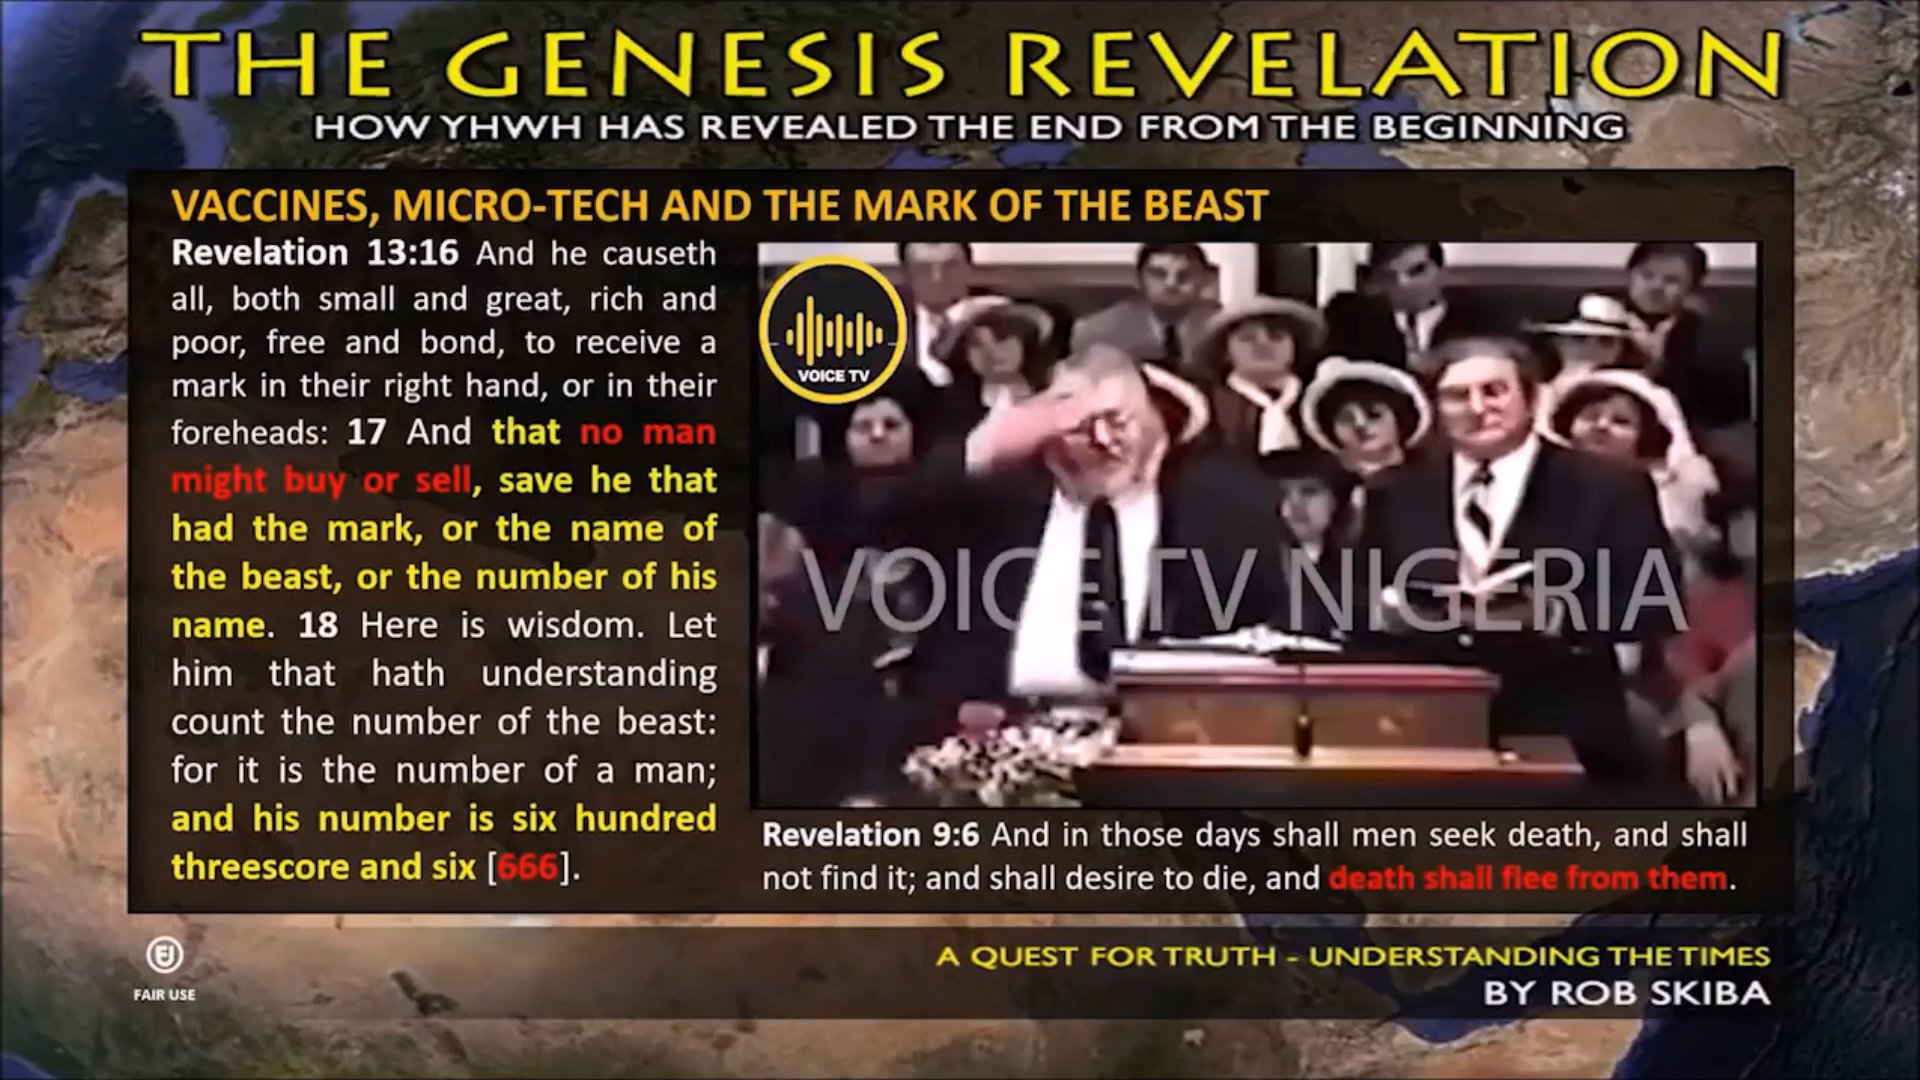 THE GENESIS REVELATION
HOW YHWH HAS REVEALED THE END FROM THE BEGINNING
VACCINES, MICRO-TECH AND THE MARK OF THE BEAST
Revelation 13:16 And he causeth
all, both small and great, rich and
poor, free and bond, to receive a
mark in their right hand, or in their
foreheads: 17 And that no man
might buy or sell, save he that
had the mark, or the name of
the beast, or the number of his
name. 18 Here is wisdom. Let
him that hath understanding
count the number of the beast:
for it is the number of a man;
and his number is six hundred
threescore and six [666].
VOICE TV
VOICE TV NIGERIA
Revelation 9:6 And in those days shall men seek death, and shall
not find it; and shall desire to die, and death shall flee from them.
FJ
FAIR USE
A QUEST FOR TRUTH - UNDERSTANDING THE TIMES
BY ROB SKIBA